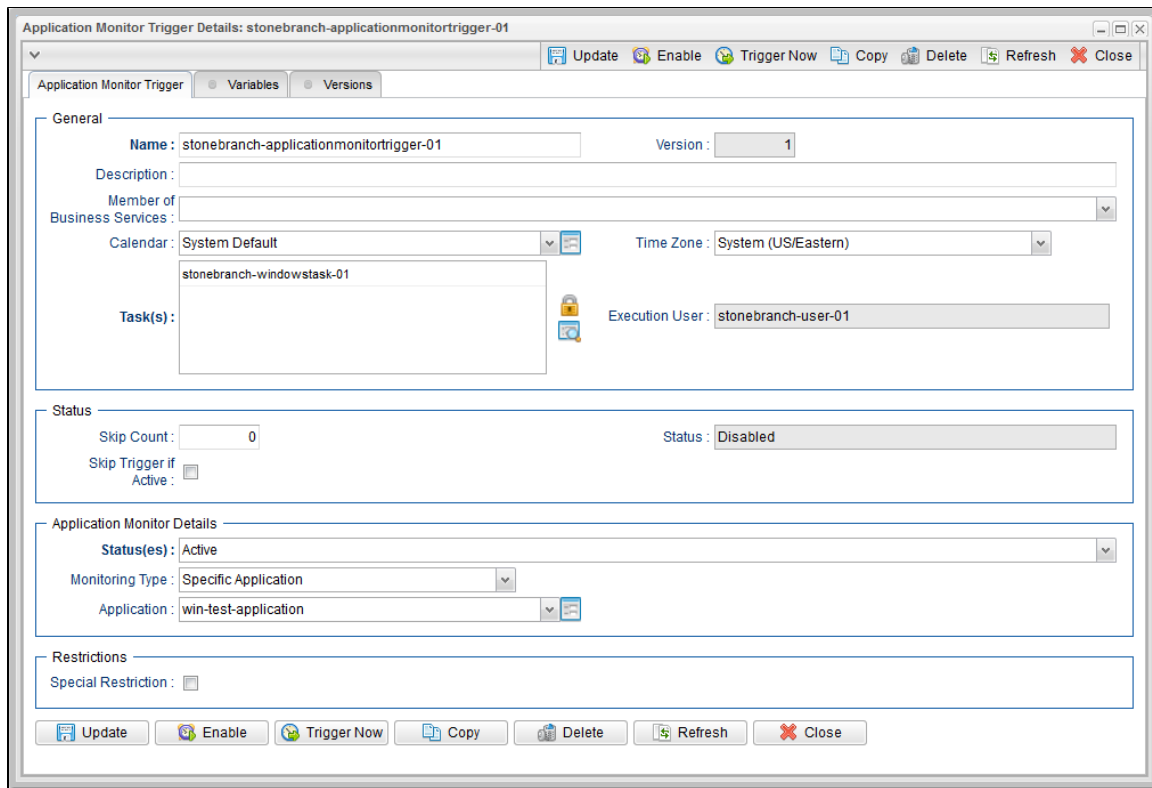 Application Monitor Trigger Details: stonebranch-applicationmonitortrigger-01
Update Enable Trigger Now Copy Delete Refresh Close
Application Monitor Trigger Variables Versions
General
Name : stonebranch-applicationmonitortrigger-01 Version : 1
Description :
Member of
Business Services :
Calendar : System Default Time Zone : System (US/Eastern)
stonebranch-windowstask-01
Task(s) : Execution User : stonebranch-user-01
Status
Skip Count : 0 Status : Disabled
Skip Trigger if
Active :
Application Monitor Details
Status(es) : Active
Monitoring Type : Specific Application
Application : win-test-application
Restrictions
Special Restriction :
Update Enable Trigger Now Copy Delete Refresh Close